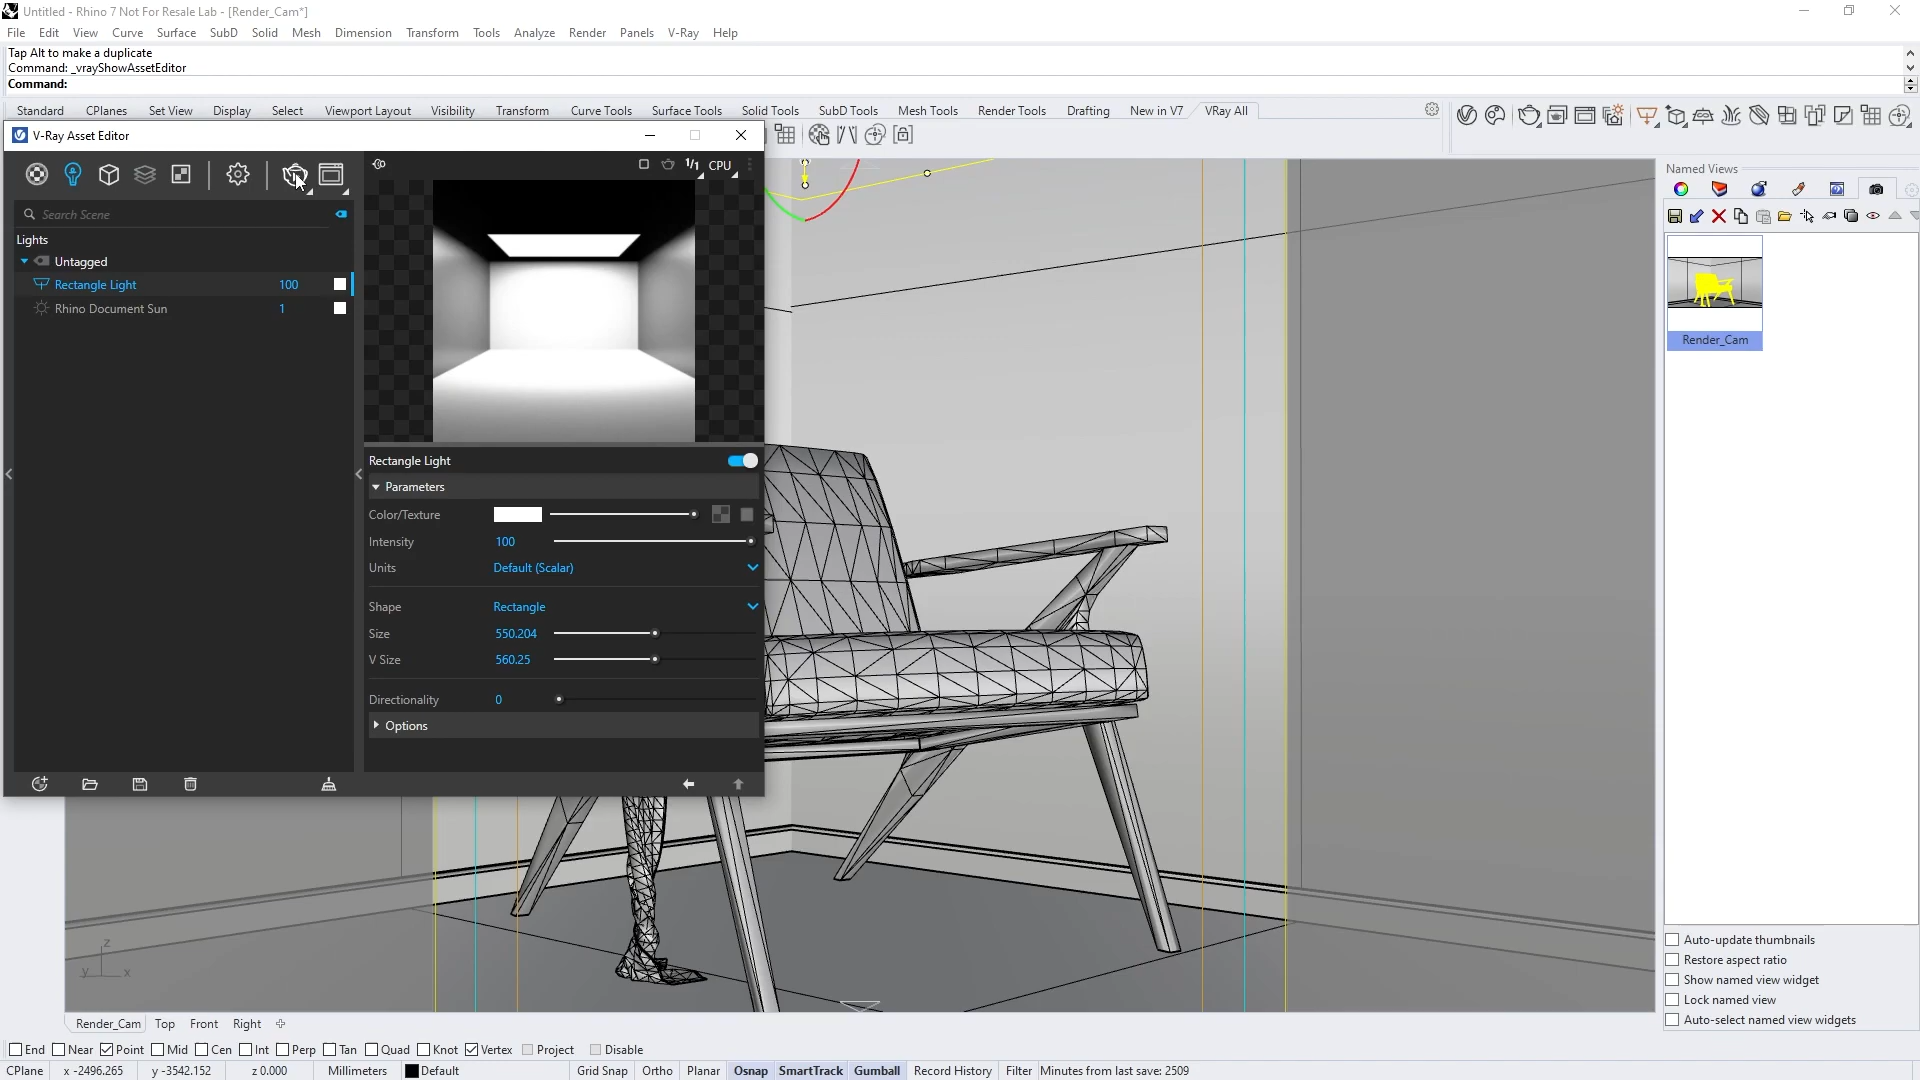 Untitled - Rhino 7 Not For Resale Lab - [Render_Cam*]
File Edit View Curve Surface SubD Solid Mesh Dimension Transform Tools Analyze Render Panels V-Ray Help
Tap Alt to make a duplicate
Command: _vrayShowAssetEditor
Command:
Standard CPlanes Set View Display Select Viewport Layout Visibility Transform Curve Tools Surface Tools Solid Tools SubD Tools Mesh Tools Render Tools Drafting New in V7 VRay All
V-Ray Asset Editor
1/1 CPU
Search Scene
Lights
Untagged
Rectangle Light 100
Rhino Document Sun 1
Rectangle Light
Parameters
Color/Texture
Intensity 100
Units Default (Scalar)
Shape Rectangle
Size 550.204
V Size 560.25
Directionality 0
Options
Named Views
Render_Cam
Auto-update thumbnails
Restore aspect ratio
Show named view widget
Lock named view
Auto-select named view widgets
z
y x
Render_Cam Top Front Right
End Near Point Mid Cen Int Perp Tan Quad Knot Vertex Project Disable
CPlane x -2496.265 y -3542.152 z 0.000 Millimeters Default Grid Snap Ortho Planar Osnap SmartTrack Gumball Record History Filter Minutes from last save: 2509